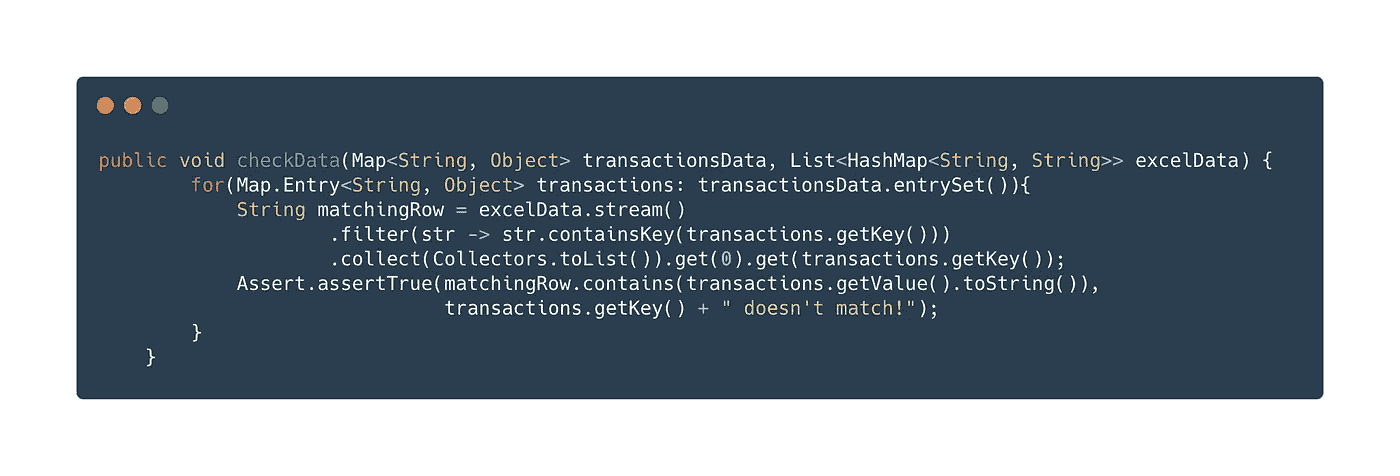 public void checkData(Map<String, Object> transactionsData, List<HashMap<String, String>> excelData) {
for(Map.Entry<String, Object> transactions: transactionsData.entrySet()){
String matchingRow = excelData.stream()
.filter(str -> str.containsKey(transactions.getKey()))
.collect(Collectors.toList()).get(0).get(transactions.getKey());
Assert.assertTrue(matchingRow.contains(transactions.getValue().toString()),
transactions.getKey() + " doesn't match!");
}
}